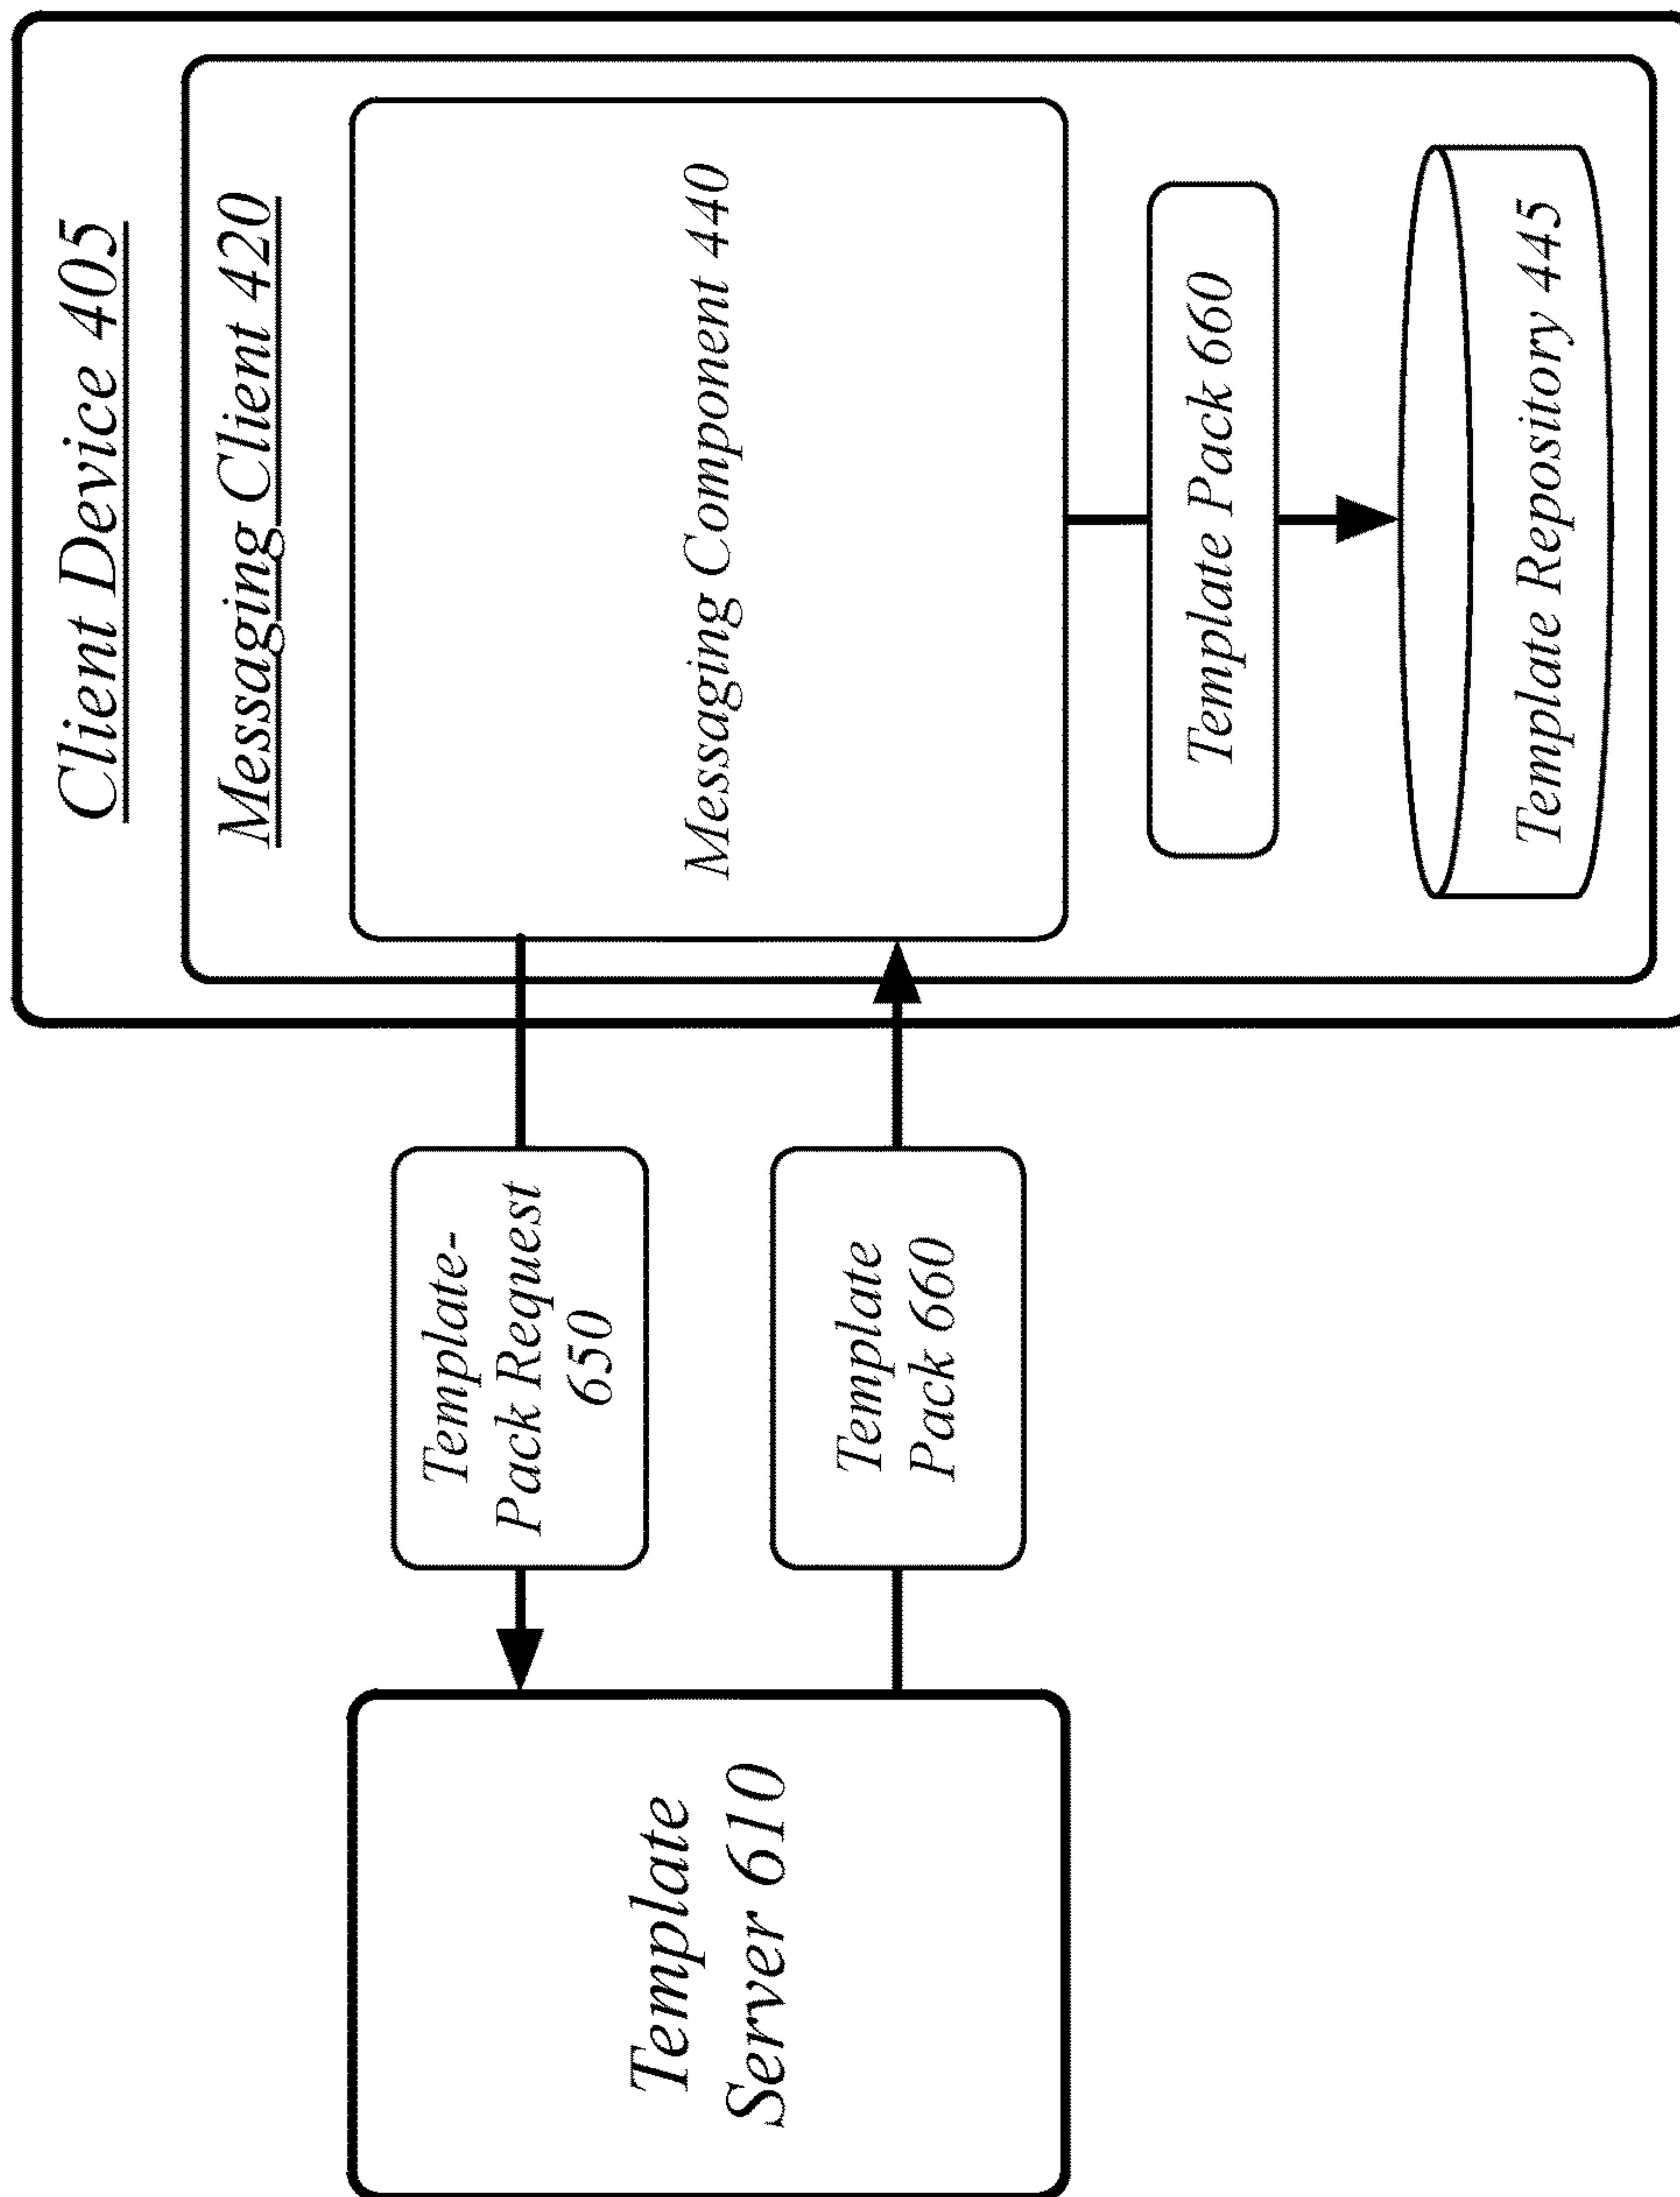 Client Device 405
Messaging Client 420
Messaging Component 440
Template Pack 660
Template Repository 445
Template-
Pack Request
650
Template
Pack 660
Template
Server 610